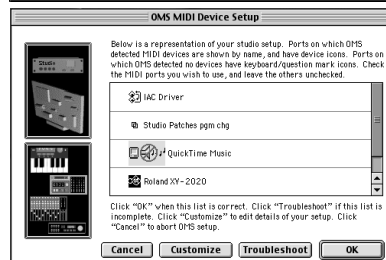 OMS MIDI Device Setup
Studio
Below is a representation of your studio setup. Ports on which OMS
detected MIDI devices are shown by name, and have device icons. Ports on
which OMS detected no devices have keyboard/question mark icons. Check
the MIDI ports you wish to use, and leave the others unchecked.
IAC Driver
Studio Patches pgm chg
QuickTime Music
Roland XY-2020
Click “OK” when this list is correct. Click “Troubleshoot” if this list is
incomplete. Click “Customize” to edit details of your setup. Click
“Cancel” to abort OMS setup.
Cancel
Customize
Troubleshoot
OK